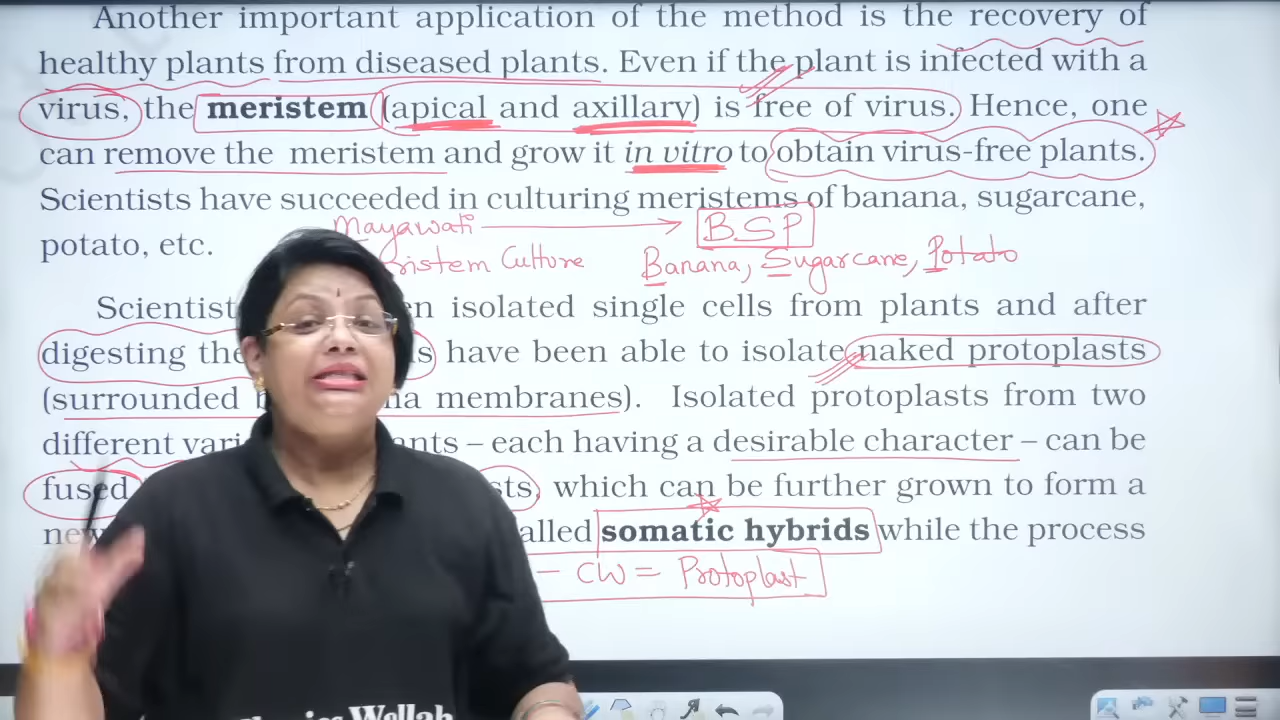 Another important application of the method is the recovery of
healthy plants from diseased plants. Even if the plant is infected with a
virus, the meristem (apical and axillary) is free of virus. Hence, one
can remove the meristem and grow it in vitro to obtain virus-free plants.
Scientists have succeeded in culturing meristems of banana, sugarcane,
Mayawati → BSP
potato, etc.
ristem Culture Banana, Sugarcane, Potato
Scientist en isolated single cells from plants and after
digesting the s have been able to isolate naked protoplasts
(surrounded a membranes). Isolated protoplasts from two
different vari ants – each having a desirable character – can be
fused sts, which can be further grown to form a
new alled somatic hybrids while the process
- CW = Protoplast
Physics Wallah